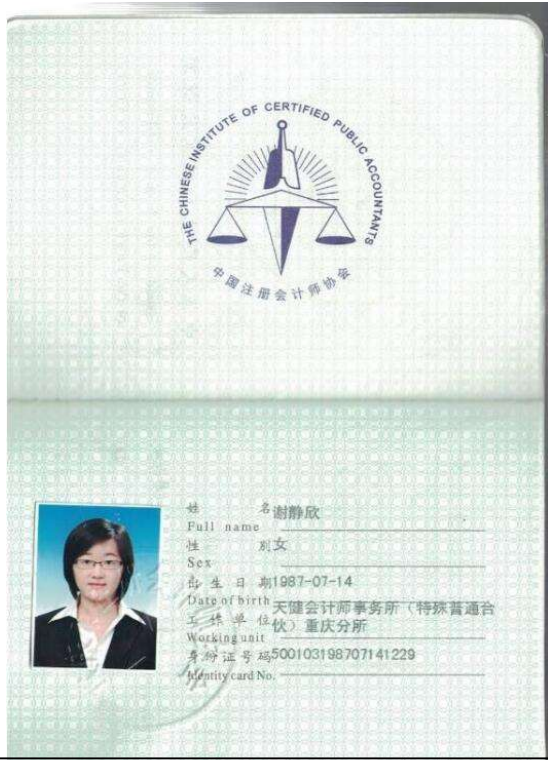 THE CHINESE INSTITUTE OF CERTIFIED PUBLIC ACCOUNTANTS
中国注册会计师协会
姓 名 谢静欣
Full name
性 别 女
Sex
出生日期 1987-07-14
Date of birth
工作单位 天健会计师事务所（特殊普通合
伙）重庆分所
Working unit
身份证号码 500103198707141229
Identity card No.